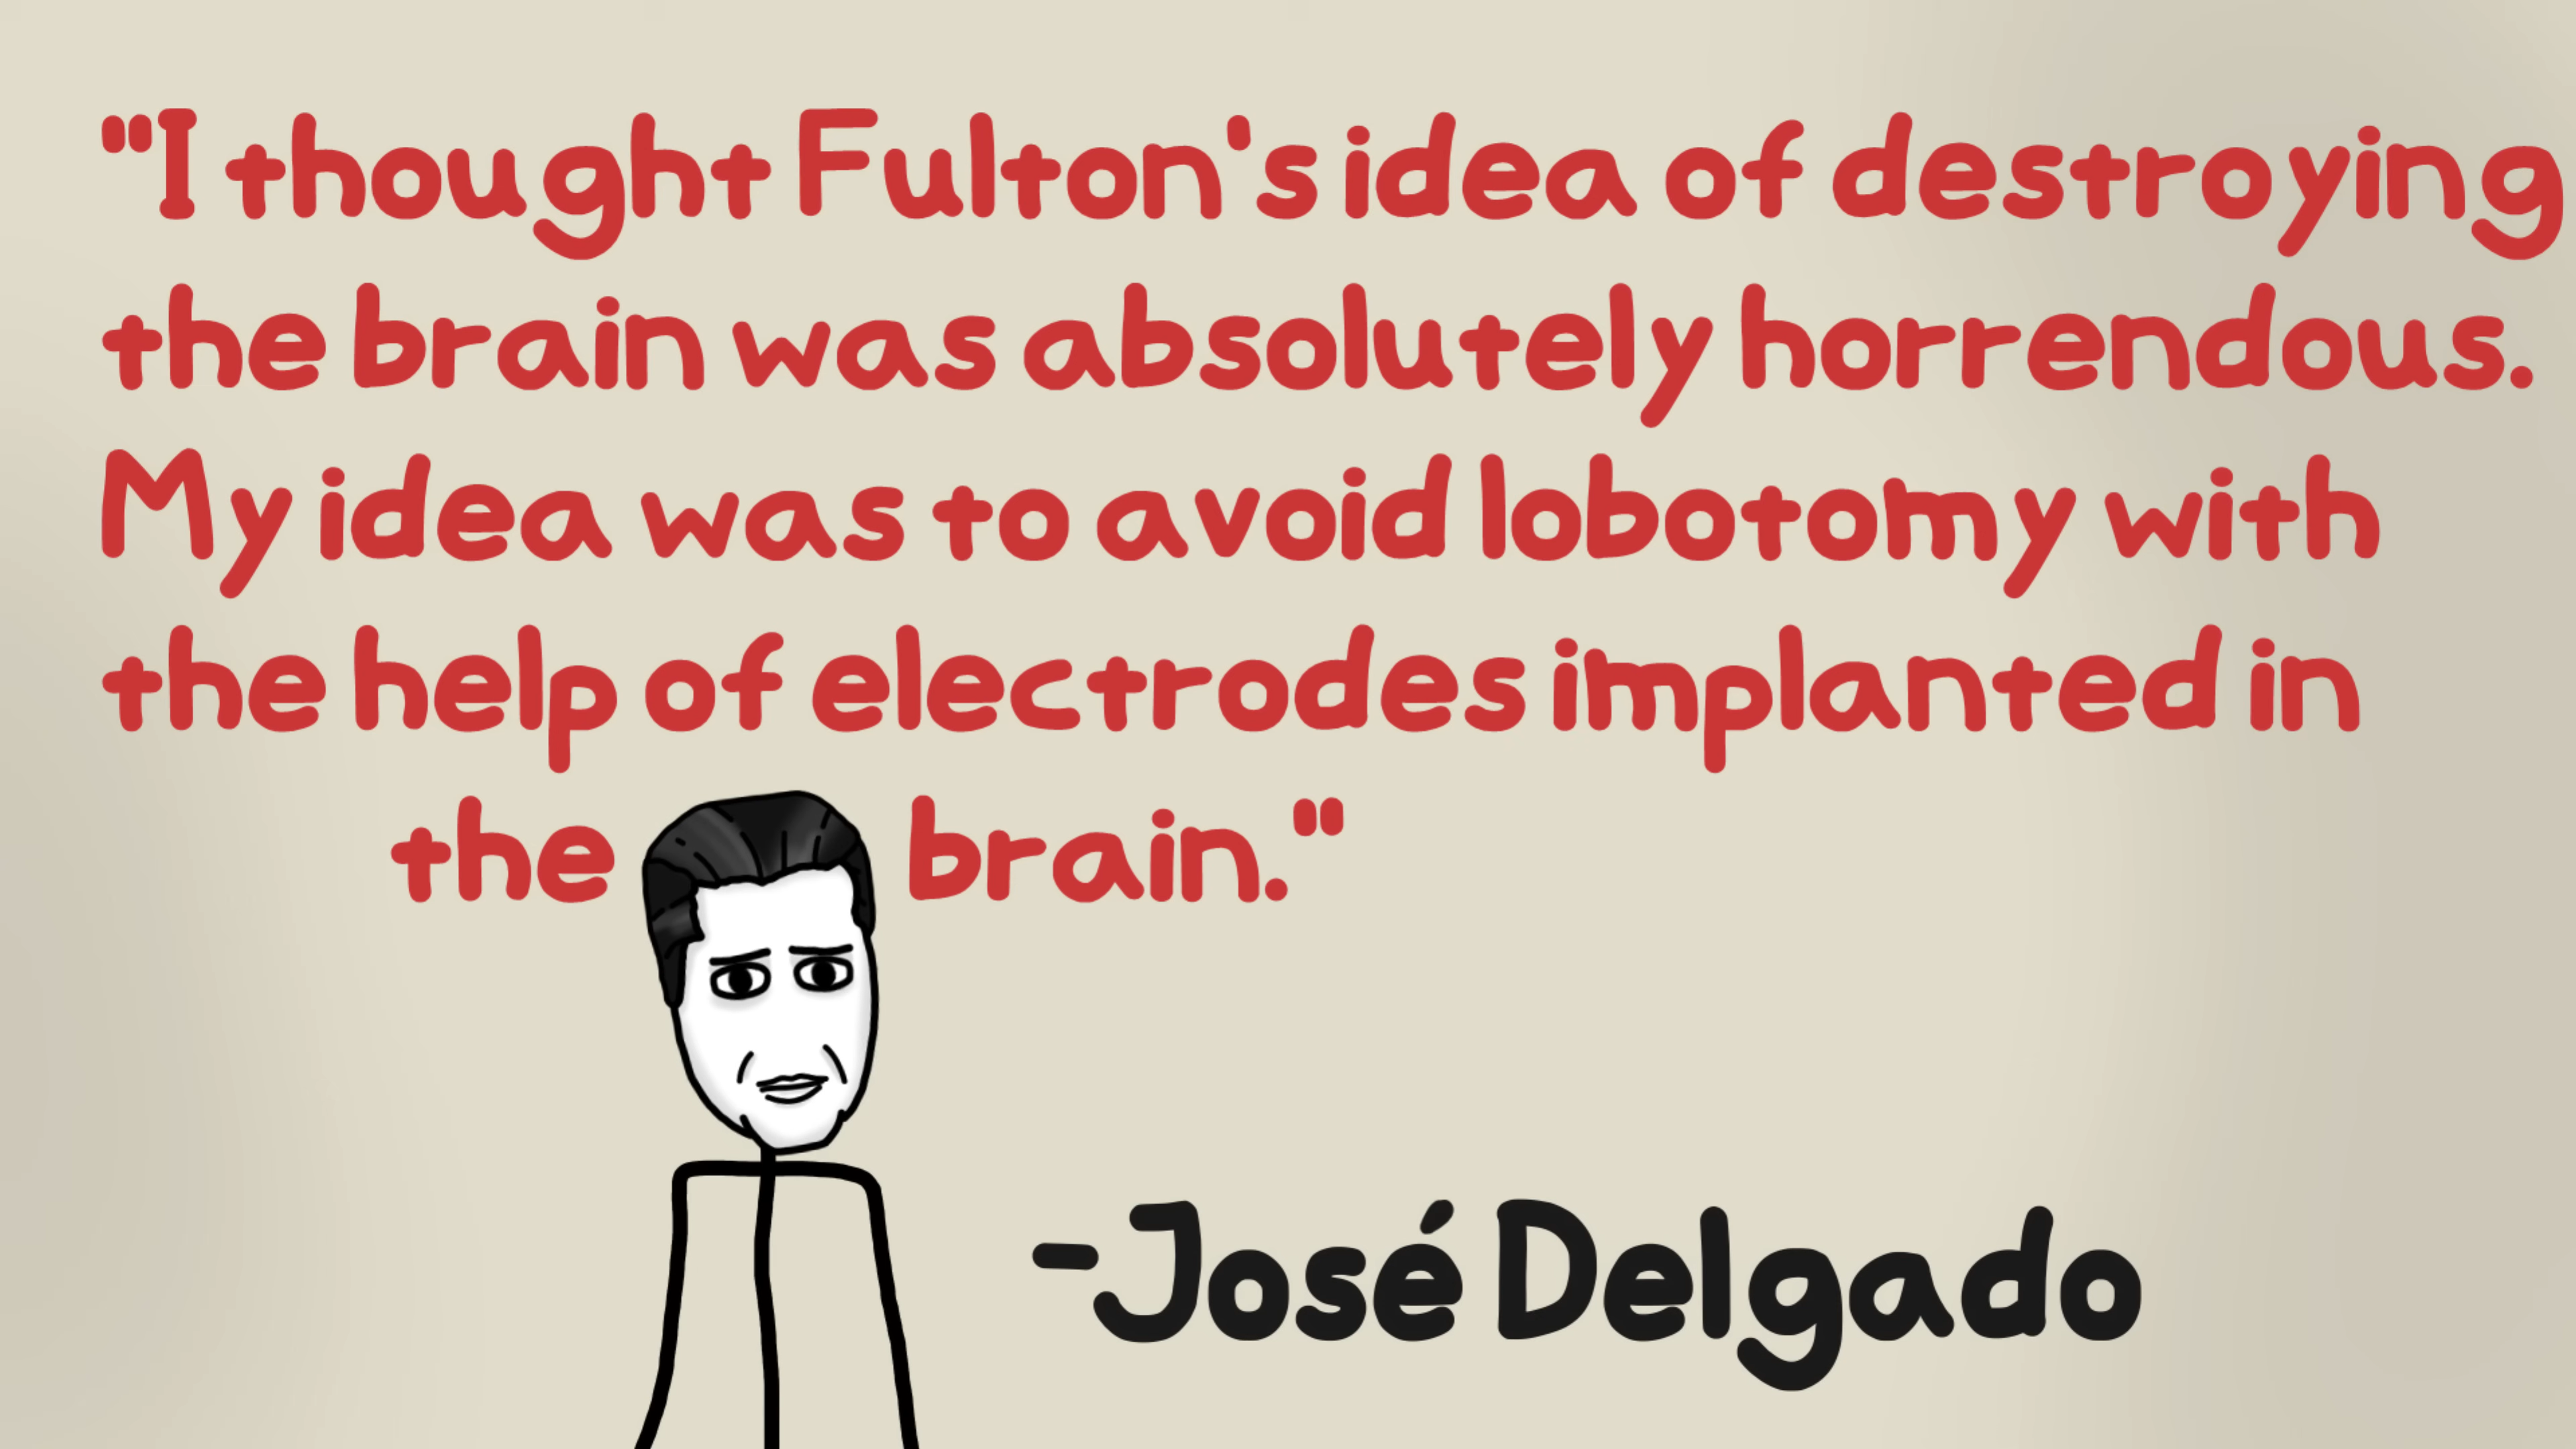 "I thought Fulton's idea of destroying
the brain was absolutely horrendous.
My idea was to avoid lobotomy with
the help of electrodes implanted in
the brain."
-José Delgado